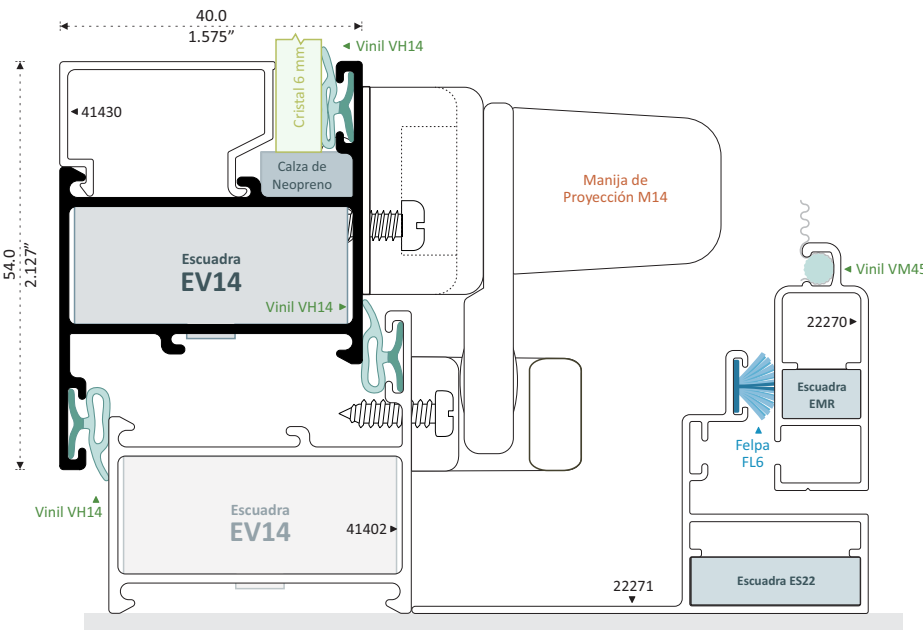 40.0
1.575”
Vinil VH14
Cristal 6 mm
41430
Calza de
Neopreno
Manija de
Proyección M14
54.0
2.127”
Escuadra
EV14
Vinil VH14
Vinil VM45
22270
Escuadra
EMR
Felpa
FL6
Vinil VH14
Escuadra
EV14
41402
22271
Escuadra ES22